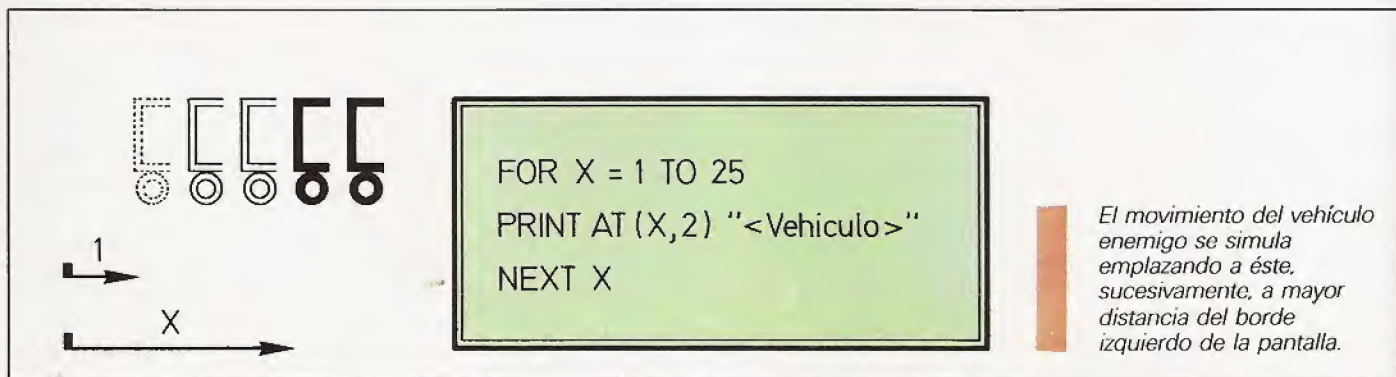 1
X
FOR X = 1 TO 25
PRINT AT (X,2) "<Vehiculo>"
NEXT X
El movimiento del vehículo
enemigo se simula
emplazando a éste,
sucesivamente, a mayor
distancia del borde
izquierdo de la pantalla.